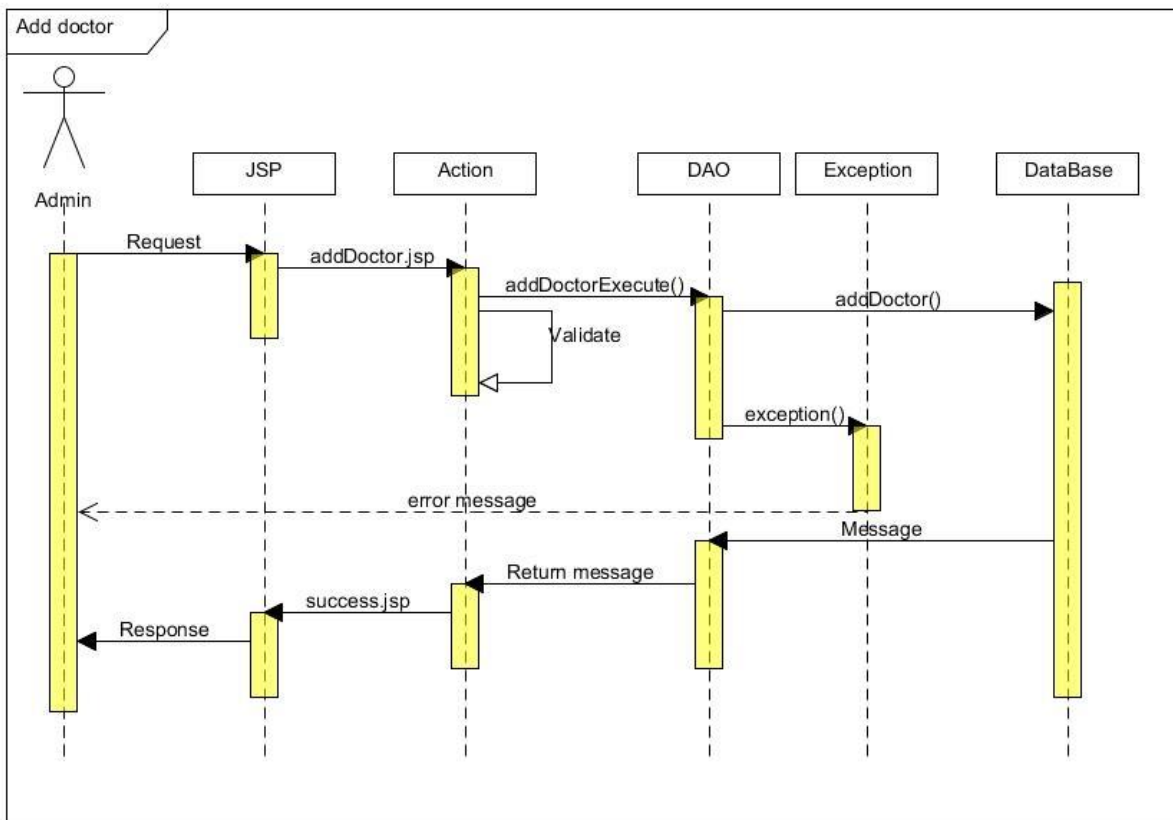 Add doctor
Admin
JSP
Action
DAO
Exception
DataBase
Request
addDoctor.jsp
addDoctorExecute()
addDoctor()
Validate
exception()
error message
Message
Return message
success.jsp
Response